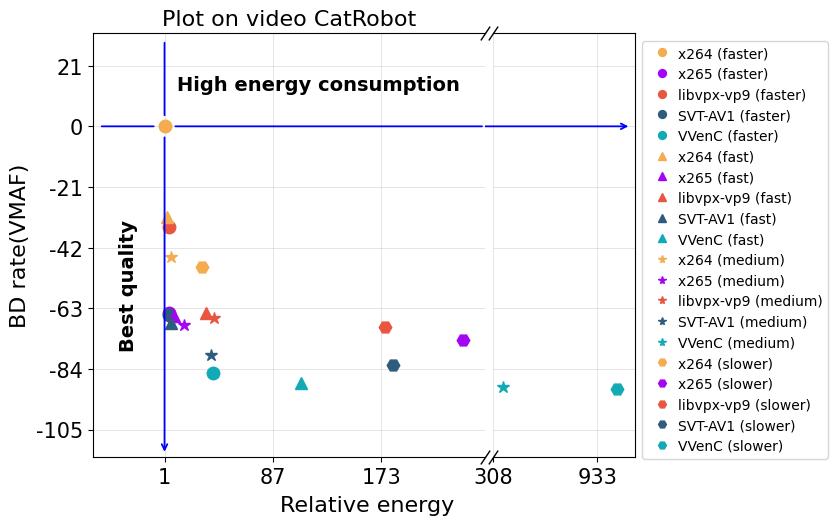 Plot on video CatRobot
High energy consumption
Best quality
BD rate(VMAF)
21
0
-21
-42
-63
-84
-105
1
87
173
308
933
Relative energy
x264 (faster)
x265 (faster)
libvpx-vp9 (faster)
SVT-AV1 (faster)
VVenC (faster)
x264 (fast)
x265 (fast)
libvpx-vp9 (fast)
SVT-AV1 (fast)
VVenC (fast)
x264 (medium)
x265 (medium)
libvpx-vp9 (medium)
SVT-AV1 (medium)
VVenC (medium)
x264 (slower)
x265 (slower)
libvpx-vp9 (slower)
SVT-AV1 (slower)
VVenC (slower)